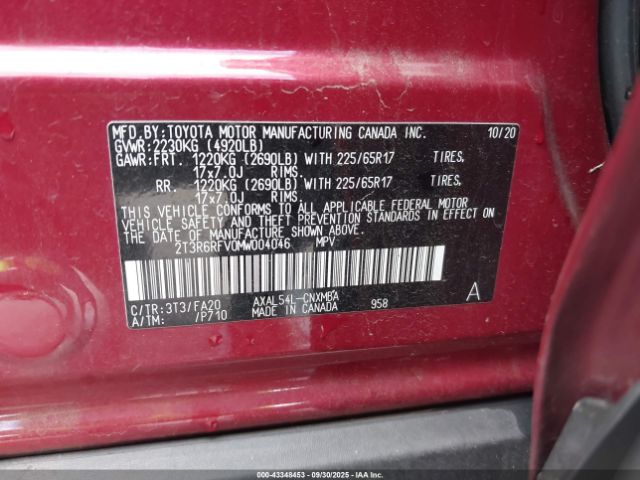 MFD.BY:TOYOTA MOTOR MANUFACTURING CANADA INC. 10/20
GVWR:2230KG (4920LB)
GAWR:FRT. 1220KG (2690LB) WITH 225/65R17 TIRES,
17x7.0J RIMS.
RR. 1220KG (2690LB) WITH 225/65R17 TIRES,
17x7.0J RIMS.
THIS VEHICLE CONFORMS TO ALL APPLICABLE FEDERAL MOTOR
VEHICLE SAFETY AND THEFT PREVENTION STANDARDS IN EFFECT ON
THE DATE OF MANUFACTURE SHOWN ABOVE.
2T3R6RFV0MW004046 MPV
C/TR:3T3/FA20 AXAL54L-CNXMBA 958 A
A/TM: /P710 MADE IN CANADA
© IAAI - 43348453 - 09/30/2025 - IAAI